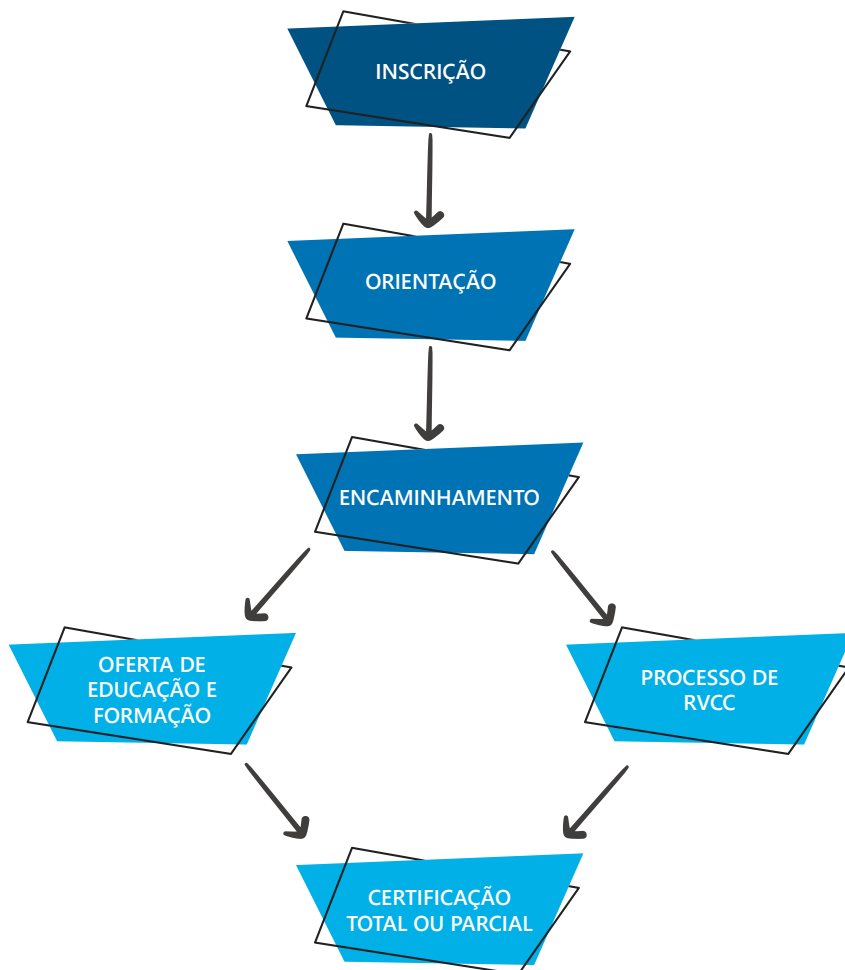 INSCRIÇÃO
ORIENTAÇÃO
ENCAMINHAMENTO
OFERTA DE
EDUCAÇÃO E
FORMAÇÃO
PROCESSO DE
RVCC
CERTIFICAÇÃO
TOTAL OU PARCIAL